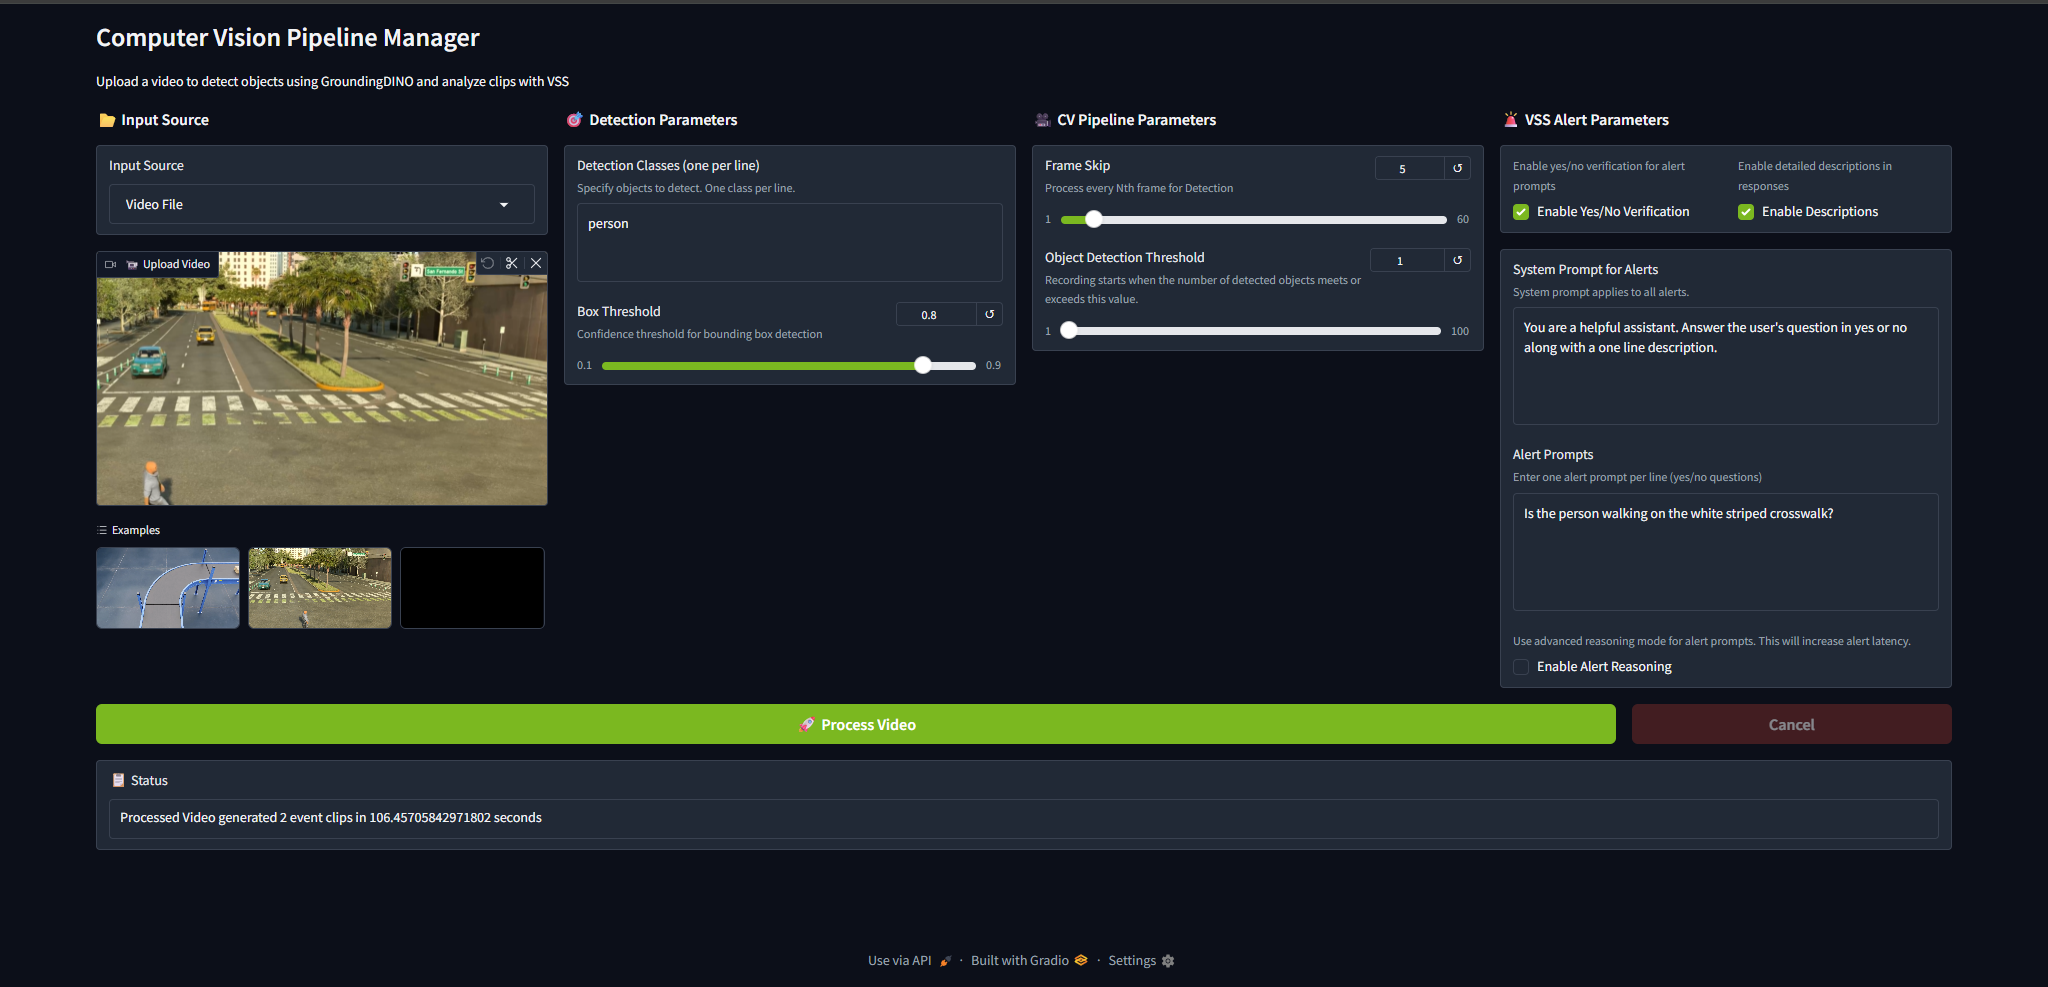 Computer Vision Pipeline Manager
Upload a video to detect objects using GroundingDINO and analyze clips with VSS
Input Source
Input Source
Video File
Upload Video
San Fernando St
Examples
Detection Parameters
Detection Classes (one per line)
Specify objects to detect. One class per line.
person
Box Threshold
0.8
Confidence threshold for bounding box detection
0.1
0.9
CV Pipeline Parameters
Frame Skip
5
Process every Nth frame for Detection
1
60
Object Detection Threshold
1
Recording starts when the number of detected objects meets or
exceeds this value.
1
100
VSS Alert Parameters
Enable yes/no verification for alert
prompts
Enable Yes/No Verification
Enable detailed descriptions in
responses
Enable Descriptions
System Prompt for Alerts
System prompt applies to all alerts.
You are a helpful assistant. Answer the user's question in yes or no
along with a one line description.
Alert Prompts
Enter one alert prompt per line (yes/no questions)
Is the person walking on the white striped crosswalk?
Use advanced reasoning mode for alert prompts. This will increase alert latency.
Enable Alert Reasoning
Process Video
Cancel
Status
Processed Video generated 2 event clips in 106.45705842971802 seconds
Use via API · Built with Gradio · Settings